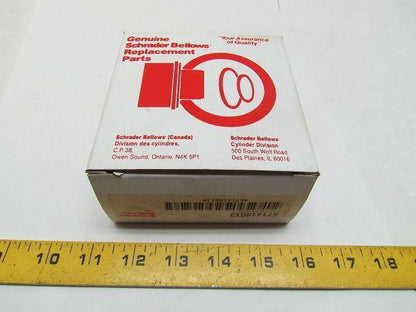 Genuine
Schrader Bellows
Replacement
Parts
"Your Assurance
of Quality"
Schrader Bellows (Canada)
Division des cylindres,
C.P. 38,
Owen Sound, Ontario, N4K 5P1
Schrader Bellows
Cylinder Division
500 South Wolf Road
Des Plaines, IL 60016
10 11 12 13 14 15 16 17 18